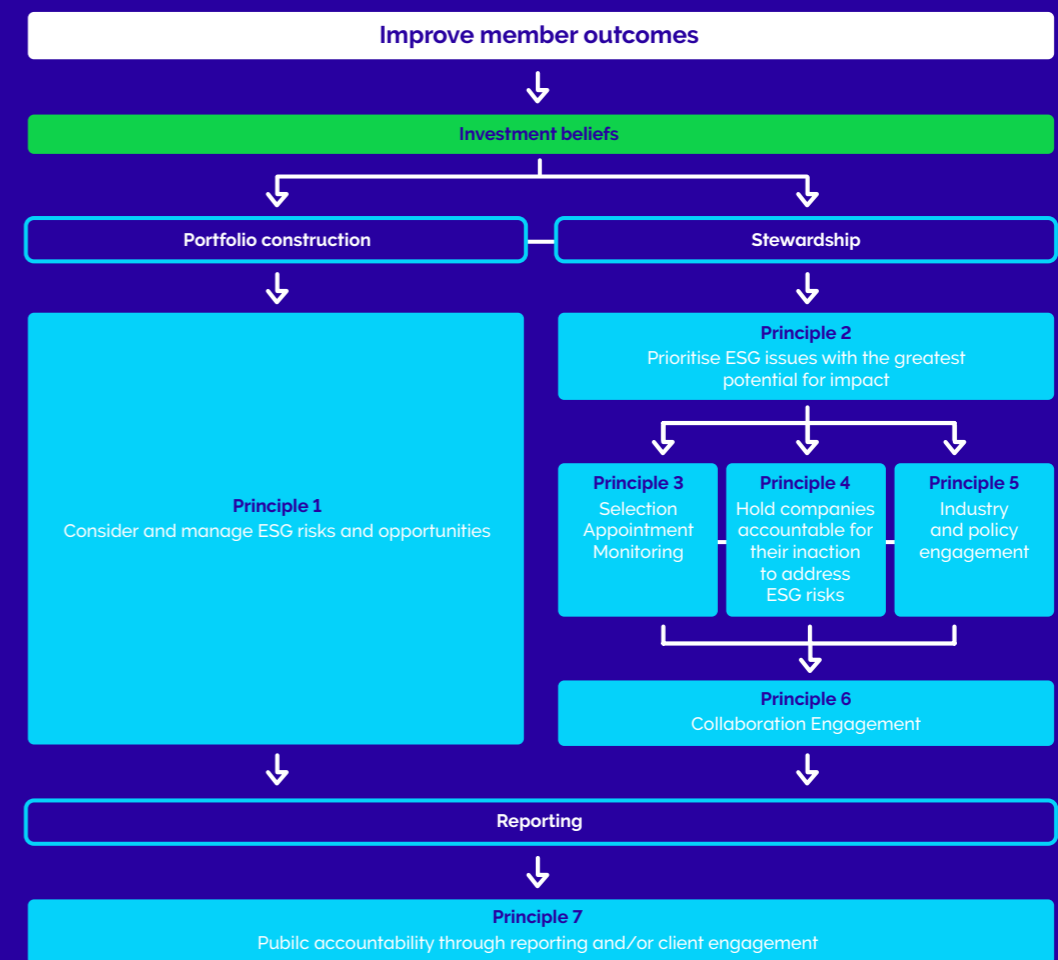 Improve member outcomes
Investment beliefs
Portfolio construction
Stewardship
Principle 1
Consider and manage ESG risks and opportunities
Principle 2
Prioritise ESG issues with the greatest
potential for impact
Principle 3
Selection
Appointment
Monitoring
Principle 4
Hold companies
accountable for
their inaction
to address
ESG risks
Principle 5
Industry
and policy
engagement
Principle 6
Collaboration Engagement
Reporting
Principle 7
Pubilc accountability through reporting and/or client engagement